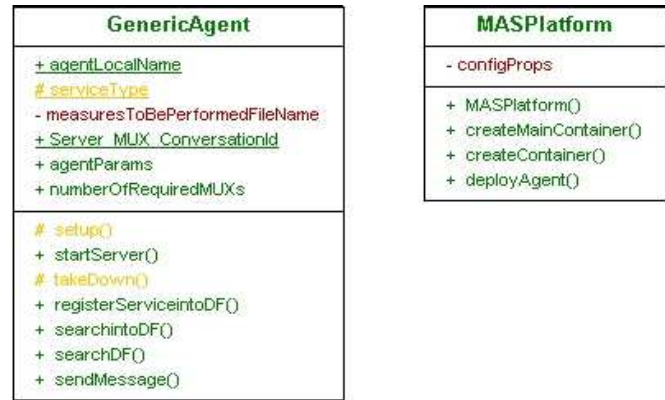 GenericAgent
+ agentLocalName
# serviceType
- measuresToBePerformedFileName
+ Server_MUX_ConversationId
+ agentParams
+ numberOfRequiredMUXs
# setup()
+ startServer()
# takeDown()
+ registerServiceintoDF()
+ searchintoDF()
+ searchDF()
+ sendMessage()
MASPlatform
- configProps
+ MASPlatform()
+ createMainContainer()
+ createContainer()
+ deployAgent()